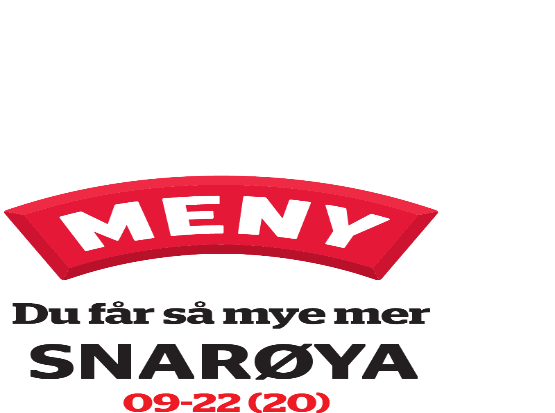 MENY
Du får så mye mer
SNARØYA
09-22 (20)